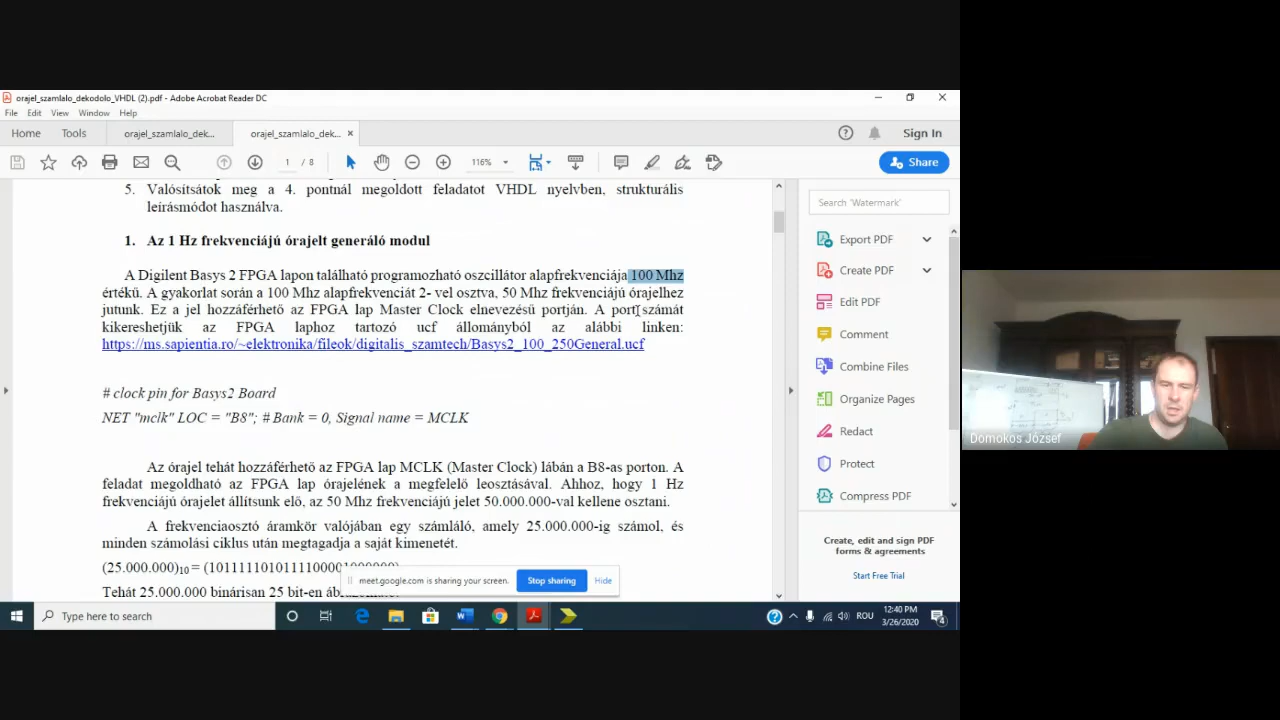 orajel_szamlalo_dekodolo_VHDL (2).pdf - Adobe Acrobat Reader DC
File Edit View Window Help
Home Tools orajel_szamlalo_dek... orajel_szamlalo_dek... × Sign In
1 / 8 116% Share
5. Valósítsátok meg a 4. pontnál megoldott feladatot VHDL nyelvben, strukturális
leírásmódot használva.
1. Az 1 Hz frekvenciájú órajelt generáló modul
A Digilent Basys 2 FPGA lapon található programozható oszcillátor alapfrekvenciája 100 Mhz
értékű. A gyakorlat során a 100 Mhz alapfrekvenciát 2- vel osztva, 50 Mhz frekvenciájú órajelhez
jutunk. Ez a jel hozzáférhető az FPGA lap Master Clock elnevezésű portján. A port számát
kikereshetjük az FPGA laphoz tartozó ucf állományból az alábbi linken:
https://ms.sapientia.ro/~elektronika/fileok/digitalis_szamtech/Basys2_100_250General.ucf
# clock pin for Basys2 Board
NET "mclk" LOC = "B8"; # Bank = 0, Signal name = MCLK
Az órajel tehát hozzáférhető az FPGA lap MCLK (Master Clock) lábán a B8-as porton. A
feladat megoldható az FPGA lap órajelének a megfelelő leosztásával. Ahhoz, hogy 1 Hz
frekvenciájú órajelet állítsunk elő, az 50 Mhz frekvenciájú jelet 50.000.000-val kellene osztani.
A frekvenciaosztó áramkör valójában egy számláló, amely 25.000.000-ig számol, és
minden számolási ciklus után megtagadja a saját kimenetét.
(25.000.000)10 =
Tehát 25.000.000 binárisan 25 bit-en
meet.google.com is sharing your screen. Stop sharing Hide
Search 'Watermark'
Export PDF
Create PDF
Edit PDF
Comment
Combine Files
Organize Pages
Redact
Protect
Compress PDF
Create, edit and sign PDF
forms & agreements
Start Free Trial
Domokos József
Type here to search
ROU
12:40 PM
3/26/2020
4